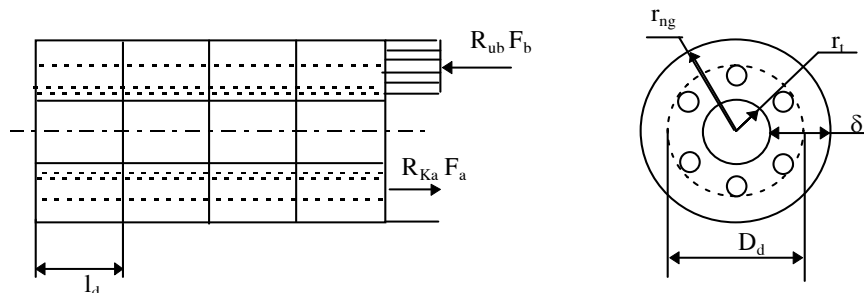 R_ub F_b
R_Ka F_a
l_d
r_ng
r_t
δ
D_d